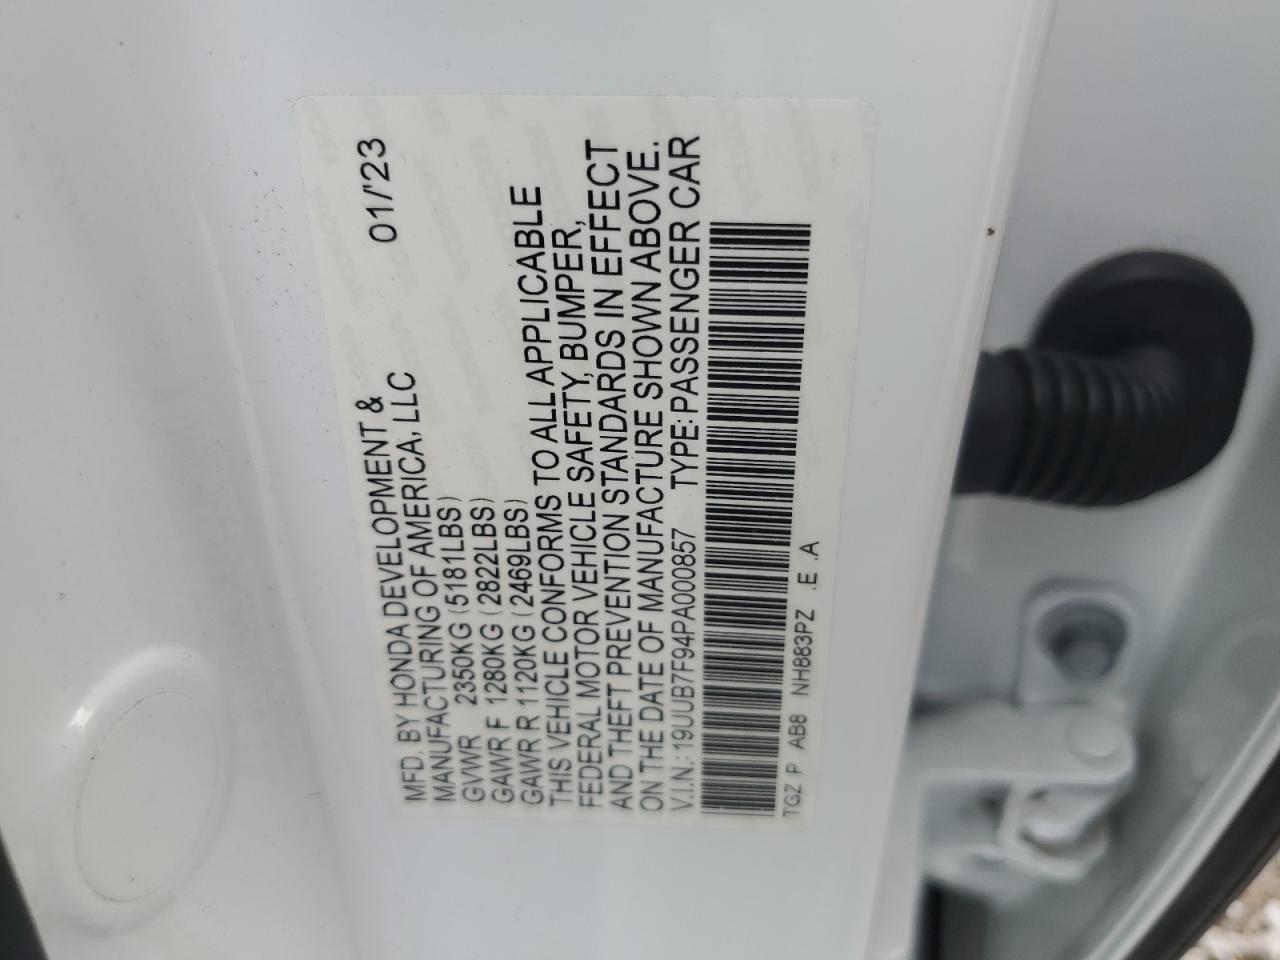 MFD. BY HONDA DEVELOPMENT & 01/'23
MANUFACTURING OF AMERICA, LLC
GVWR 2350KG (5181LBS)
GAWR F 1280KG (2822LBS)
GAWR R 1120KG (2469LBS)
THIS VEHICLE CONFORMS TO ALL APPLICABLE
FEDERAL MOTOR VEHICLE SAFETY, BUMPER,
AND THEFT PREVENTION STANDARDS IN EFFECT
ON THE DATE OF MANUFACTURE SHOWN ABOVE.
V.I.N.: 19UUB7F94PA000857 TYPE: PASSENGER CAR
TGZ P AB8 NH883PZ .E .A